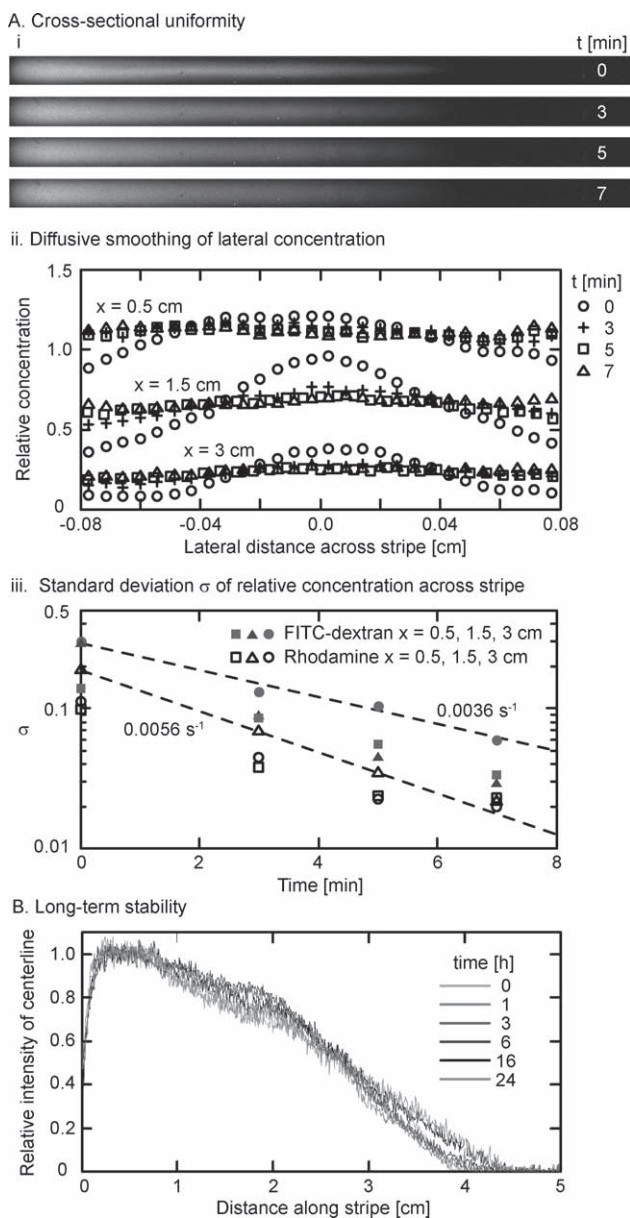 A. Cross-sectional uniformity
i
t [min]
0
3
5
7
ii. Diffusive smoothing of lateral concentration
1.5
1.0
0.5
0
Relative concentration
x = 0.5 cm
x = 1.5 cm
x = 3 cm
t [min]
0
3
5
7
-0.08
-0.04
0.0
0.04
0.08
Lateral distance across stripe [cm]
iii. Standard deviation σ of relative concentration across stripe
0.5
0.1
0.01
σ
FITC-dextran x = 0.5, 1.5, 3 cm
Rhodamine x = 0.5, 1.5, 3 cm
0.0056 s⁻¹
0.0036 s⁻¹
0
2
4
6
8
Time [min]
B. Long-term stability
1.0
0.8
0.6
0.4
0.2
0
Relative intensity of centerline
time [h]
0
1
3
6
16
24
0
1
2
3
4
5
Distance along stripe [cm]